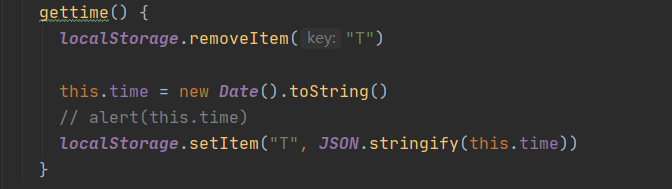 gettime() {
localStorage.removeItem( key: "T")
this.time = new Date().toString()
// alert(this.time)
localStorage.setItem("T", JSON.stringify(this.time))
}